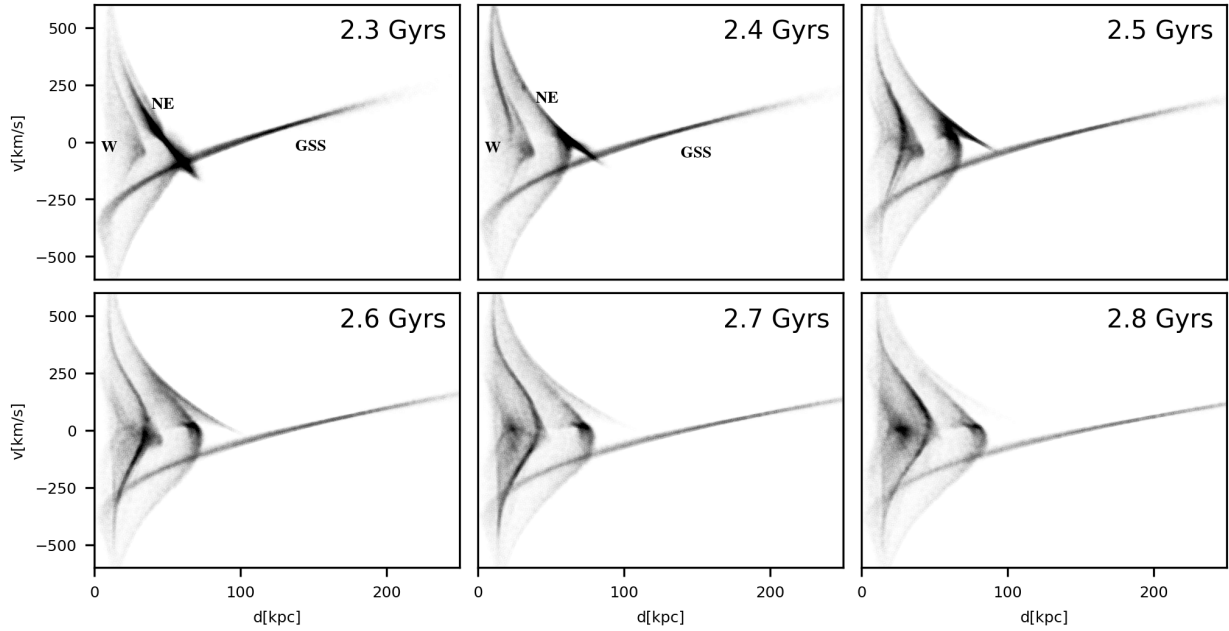 2.3 Gyrs
2.4 Gyrs
2.5 Gyrs
500
250
0
−250
−500
v[km/s]
NE
W
GSS
NE
W
GSS
2.6 Gyrs
2.7 Gyrs
2.8 Gyrs
500
250
0
−250
−500
v[km/s]
0
100
200
d[kpc]
0
100
200
d[kpc]
0
100
200
d[kpc]